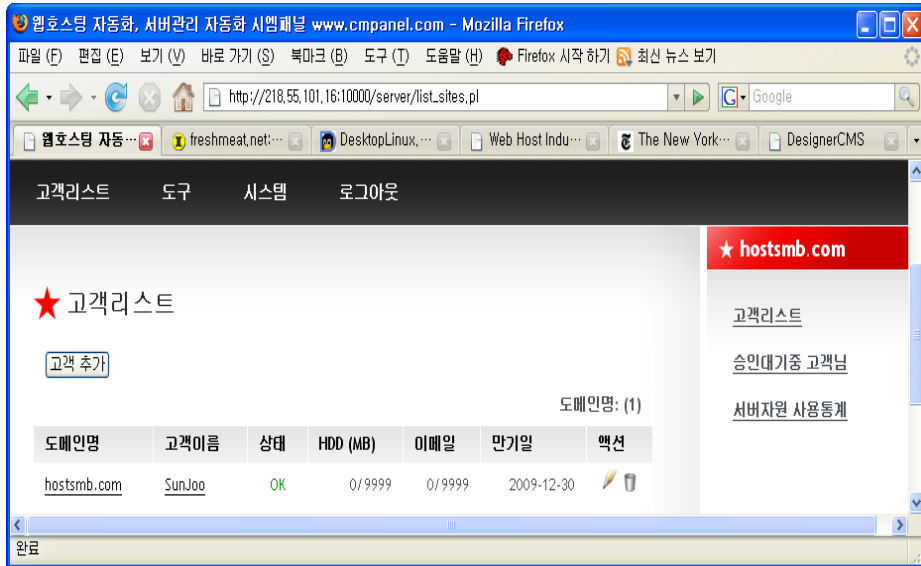 웹호스팅 자동화, 서버관리 자동화 시엠패널 www.cmpanel.com - Mozilla Firefox
파일 (F) 편집 (E) 보기 (V) 바로 가기 (S) 북마크 (B) 도구 (T) 도움말 (H) Firefox 시작 하기 최신 뉴스 보기
http://218.55.101.16:10000/server/list_sites.pl G Google
웹호스팅 자동… freshmeat.net:… DesktopLinux.… Web Host Indu… The New York… DesignerCMS
고객리스트 도구 시스템 로그아웃
★ hostsmb.com
★ 고객리스트
고객리스트
고객 추가
승인대기중 고객님
도메인명: (1)
서버자원 사용통계
도메인명 고객이름 상태 HDD (MB) 이메일 만기일 액션
hostsmb.com SunJoo OK 0/9999 0/9999 2009-12-30
완료